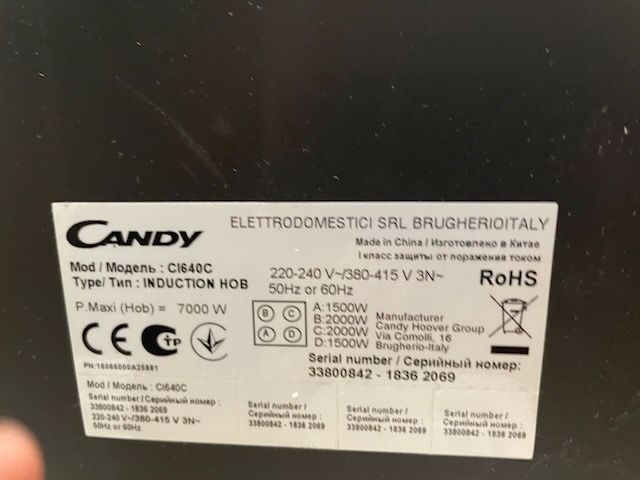 CANDY
ELETTRODOMESTICI SRL BRUGHERIOITALY
Made in China / Изготовлено в Китае
I класс защиты от поражения током
Mod / Модель : CI640C
Type/ Тип : INDUCTION HOB
220-240 V~/380-415 V 3N~
50Hz or 60Hz
RoHS
P.Maxi (Hob) = 7000 W
CE
TP
B C
A D
A:1500W
B:2000W
C:2000W
D:1500W
Manufacturer
Candy Hoover Group
Via Comolli, 16
Brugherio-Italy
PN:16066000A25881
Serial number / Серийный номер:
33800842 - 1836 2069
Mod / Модель : CI640C
Serial number / Серийный номер :
33800842 - 1836 2069
220-240 V~/380-415 V 3N~
50Hz or 60Hz
Serial number /
Серийный номер :
33800842 - 1836 2069
Serial number /
Серийный номер :
33800842 - 1836 2069
Serial number /
Серийный номер :
33800842 - 1836 2069